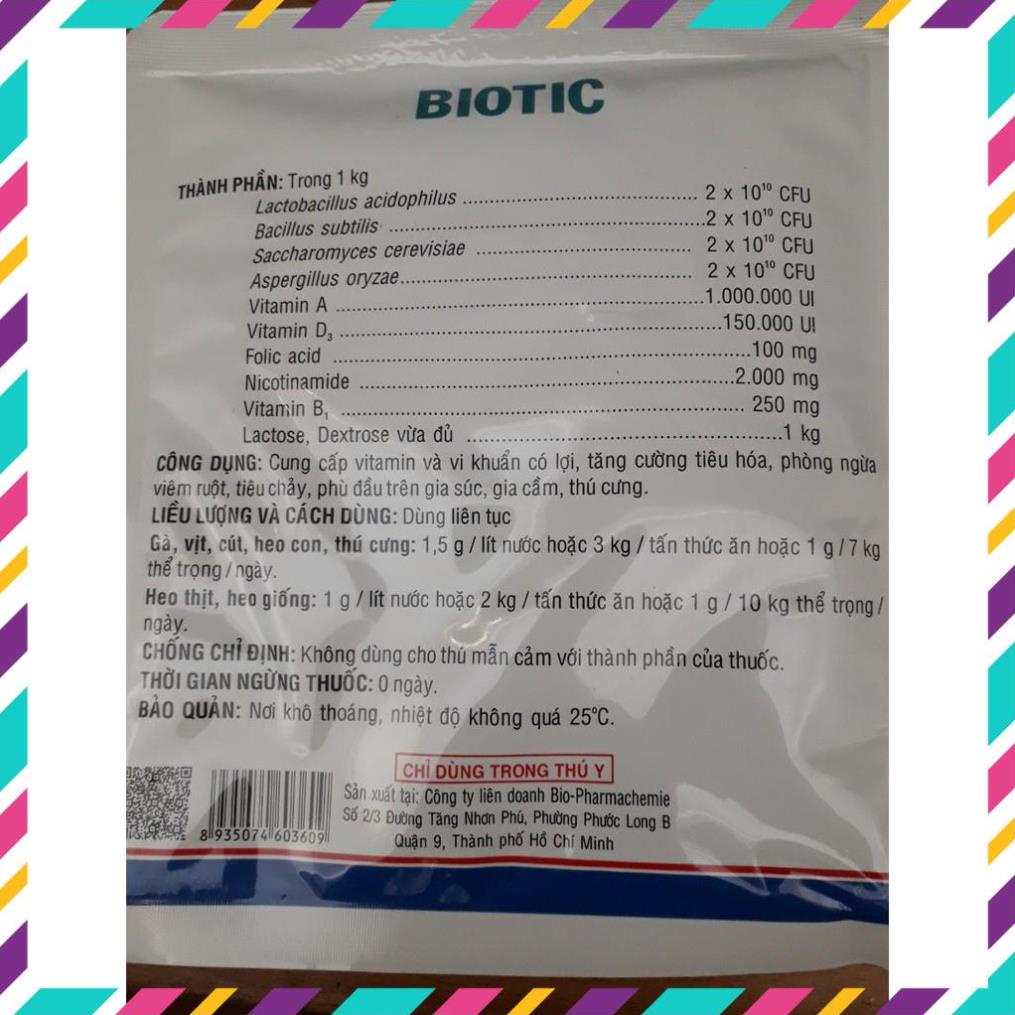 BIOTIC
THÀNH PHẦN: Trong 1 kg
Lactobacillus acidophilus .......... 2 x 10¹⁰ CFU
Bacillus subtilis .......... 2 x 10¹⁰ CFU
Saccharomyces cerevisiae .......... 2 x 10¹⁰ CFU
Aspergillus oryzae .......... 2 x 10¹⁰ CFU
Vitamin A .......... 1.000.000 UI
Vitamin D₃ .......... 150.000 UI
Folic acid .......... 100 mg
Nicotinamide .......... 2.000 mg
Vitamin B₁ .......... 250 mg
Lactose, Dextrose vừa đủ .......... 1 kg
CÔNG DỤNG: Cung cấp vitamin và vi khuẩn có lợi, tăng cường tiêu hóa, phòng ngừa
viêm ruột, tiêu chảy, phù đầu trên gia súc, gia cầm, thú cưng.
LIỀU LƯỢNG VÀ CÁCH DÙNG: Dùng liên tục
Gà, vịt, cút, heo con, thú cưng: 1,5 g / lít nước hoặc 3 kg / tấn thức ăn hoặc 1 g / 7 kg
thể trọng / ngày.
Heo thịt, heo giống: 1 g / lít nước hoặc 2 kg / tấn thức ăn hoặc 1 g / 10 kg thể trọng /
ngày.
CHỐNG CHỈ ĐỊNH: Không dùng cho thú mẫn cảm với thành phần của thuốc.
THỜI GIAN NGỪNG THUỐC: 0 ngày.
BẢO QUẢN: Nơi khô thoáng, nhiệt độ không quá 25°C.
CHỈ DÙNG TRONG THÚ Y
Sản xuất tại: Công ty liên doanh Bio-Pharmachemie
Số 2/3 Đường Tăng Nhơn Phú, Phường Phước Long B
Quận 9, Thành phố Hồ Chí Minh
8 935074 603609